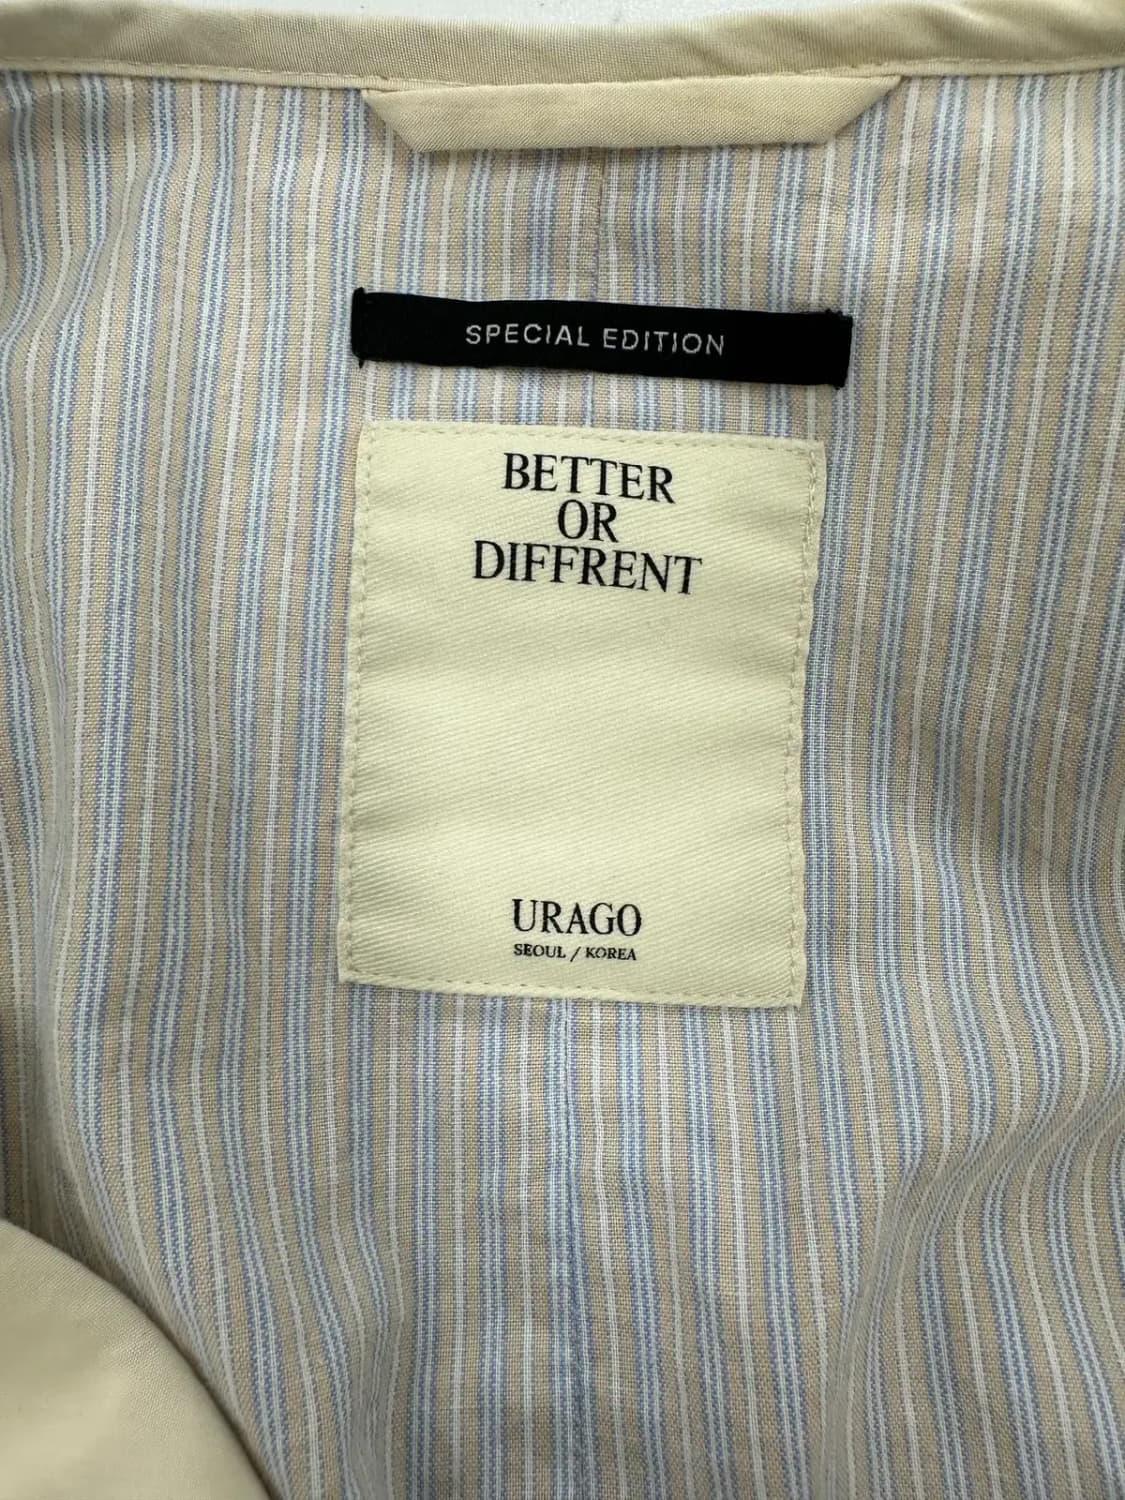 SPECIAL EDITION
BETTER
OR
DIFFRENT
URAGO
SEOUL / KOREA